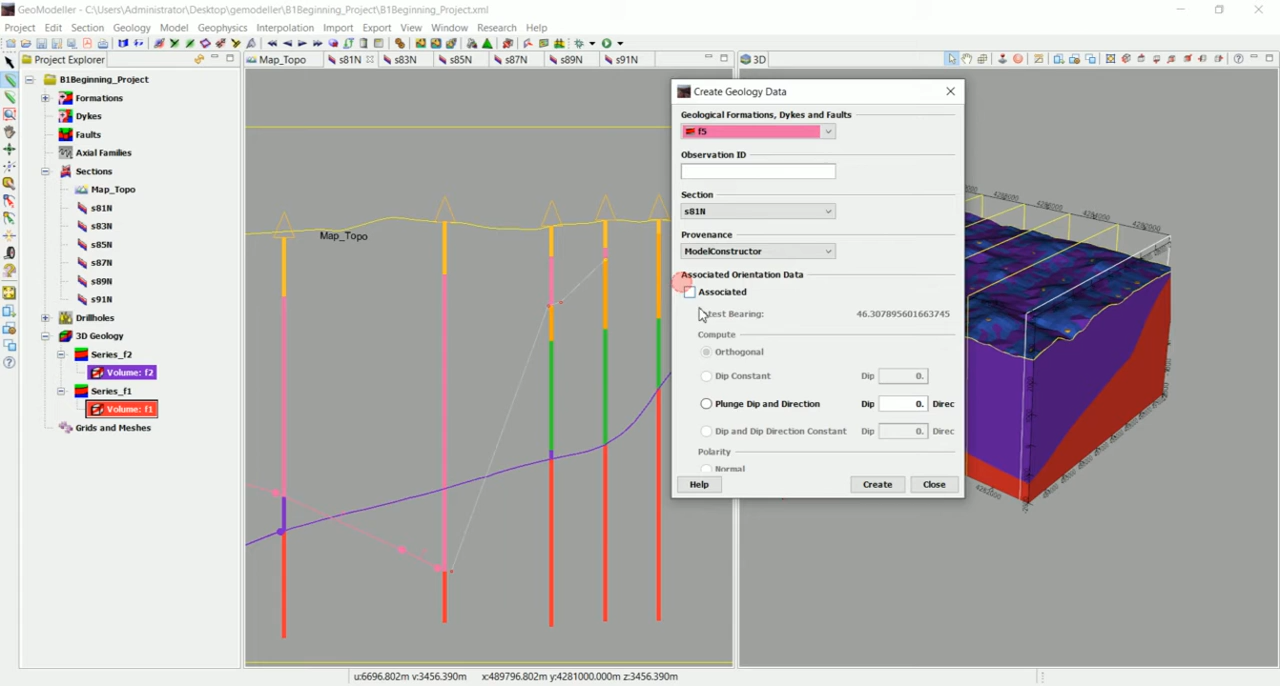 GeoModeller - C:\Users\Administrator\Desktop\gemodeller\B1Beginning_Project\B1Beginning_Project.xml
Project Edit Section Geology Model Geophysics Interpolation Import Export View Window Research Help
Project Explorer
Map_Topo s81N s83N s85N s87N s89N s91N
3D
B1Beginning_Project
Formations
Dykes
Faults
Axial Families
Sections
Map_Topo
s81N
s83N
s85N
s87N
s89N
s91N
Drillholes
3D Geology
Series_f2
Volume: f2
Series_f1
Volume: f1
Grids and Meshes
Map_Topo
Create Geology Data
Geological Formations, Dykes and Faults
f5
Observation ID
Section
s81N
Provenance
ModelConstructor
Associated Orientation Data
Associated
test Bearing: 46.307895601663745
Compute
Orthogonal
Dip Constant Dip 0.
Plunge Dip and Direction Dip 0. Direc
Dip and Dip Direction Constant Dip 0. Direc
Polarity
Normal
Help Create Close
4288000
4288000
4282000
u:6696.802m v:3456.390m x:489796.802m y:4281000.000m z:3456.390m